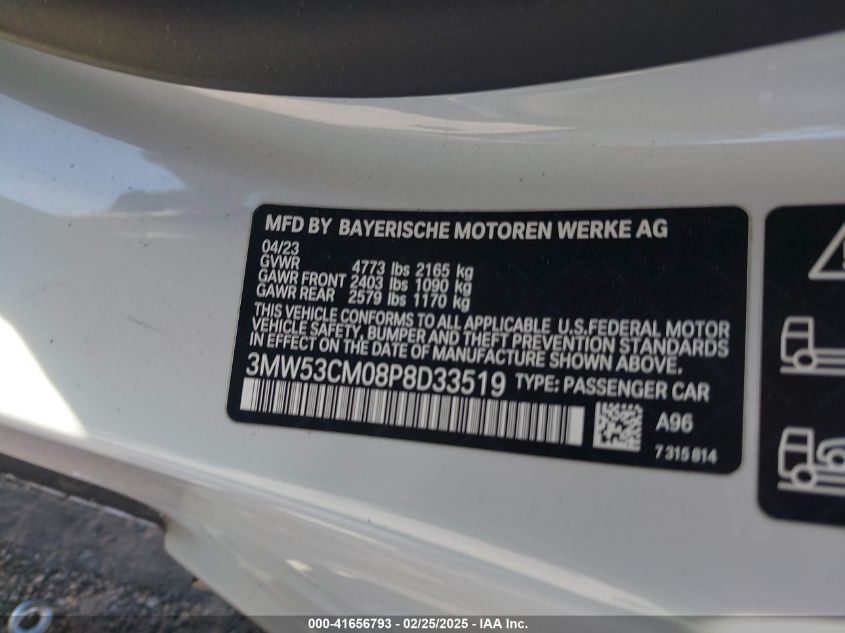 MFD BY BAYERISCHE MOTOREN WERKE AG
04/23
GVWR 4773 lbs 2165 kg
GAWR FRONT 2403 lbs 1090 kg
GAWR REAR 2579 lbs 1170 kg
THIS VEHICLE CONFORMS TO ALL APPLICABLE U.S.FEDERAL MOTOR
VEHICLE SAFETY, BUMPER AND THEFT PREVENTION STANDARDS
IN EFFECT ON THE DATE OF MANUFACTURE SHOWN ABOVE.
3MW53CM08P8D33519 TYPE: PASSENGER CAR
A96
7 315 814
000-41656793 - 02/25/2025 - IAA Inc.